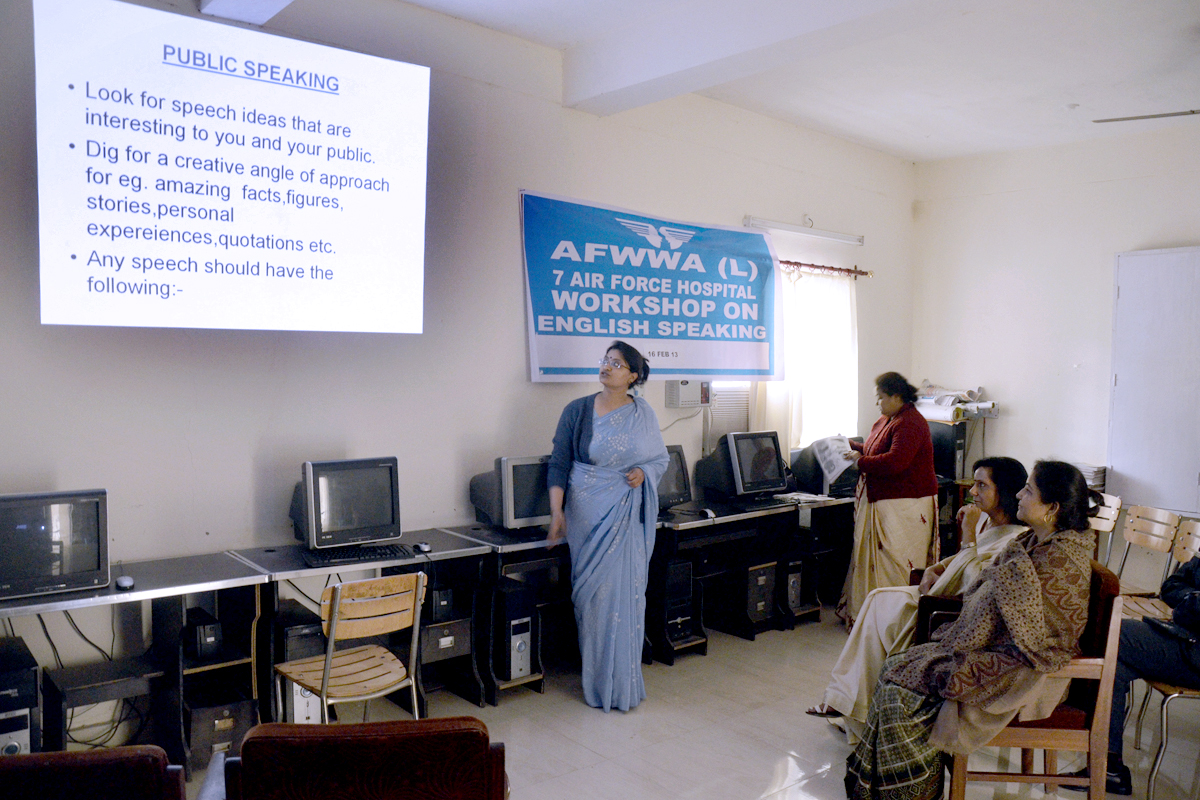 PUBLIC SPEAKING
• Look for speech ideas that are
interesting to you and your public.
• Dig for a creative angle of approach
for eg. amazing facts,figures,
stories,personal
expereiences,quotations etc.
• Any speech should have the
following:-
AFWWA (L)
7 AIR FORCE HOSPITAL
WORKSHOP ON
ENGLISH SPEAKING
16 FEB 13